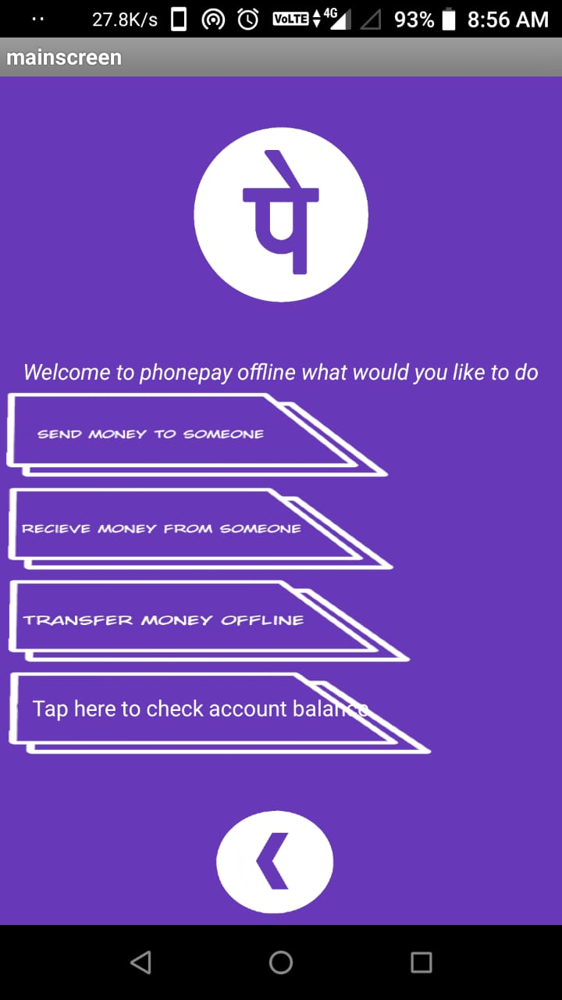 27.8K/s VoLTE 4G 93% 8:56 AM
mainscreen
पे
Welcome to phonepay offline what would you like to do
SEND MONEY TO SOMEONE
RECIEVE MONEY FROM SOMEONE
TRANSFER MONEY OFFLINE
Tap here to check account balance